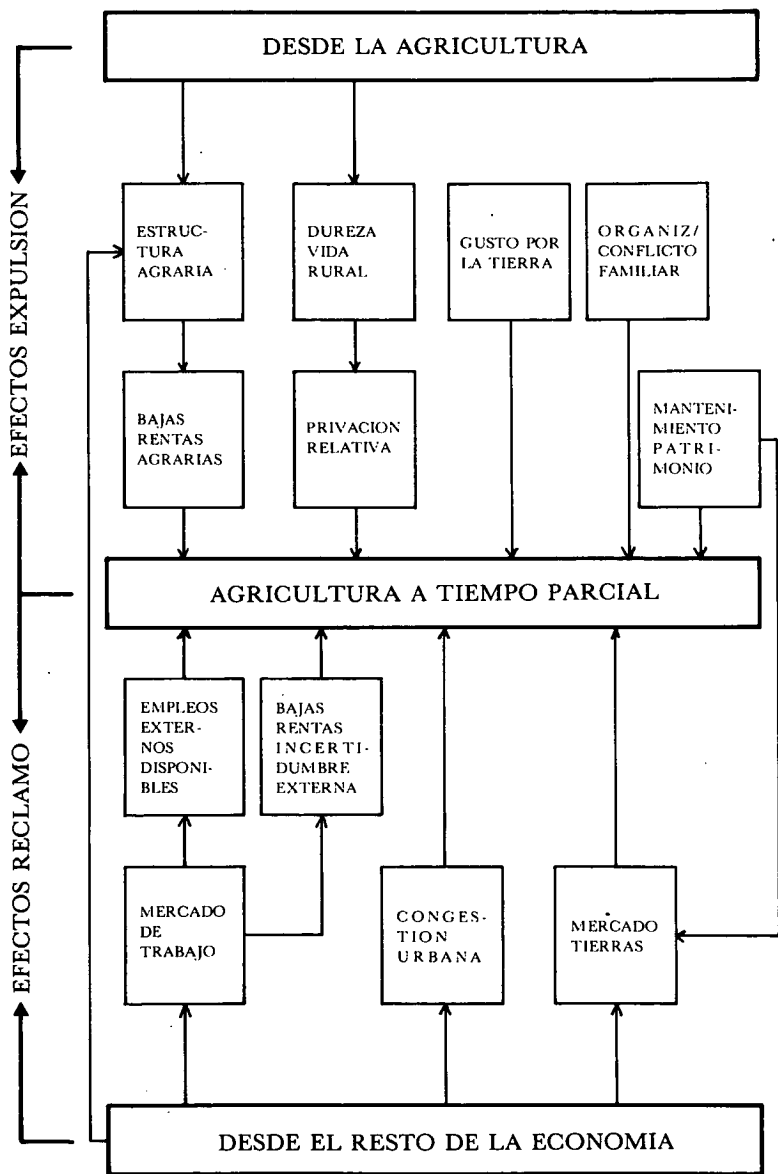 DESDE LA AGRICULTURA
EFECTOS EXPULSION
ESTRUC-
TURA
AGRARIA
DUREZA
VIDA
RURAL
GUSTO POR
LA TIERRA
ORGANIZ/
CONFLICTO
FAMILIAR
BAJAS
RENTAS
AGRARIAS
PRIVACION
RELATIVA
MANTENI-
MIENTO
PATRI-
MONIO
AGRICULTURA A TIEMPO PARCIAL
EFECTOS RECLAMO
EMPLEOS
EXTER-
NOS
DISPONI-
BLES
BAJAS
RENTAS
INCERTI-
DUMBRE
EXTERNA
MERCADO
DE
TRABAJO
CONGES-
TION
URBANA
MERCADO
TIERRAS
DESDE EL RESTO DE LA ECONOMIA